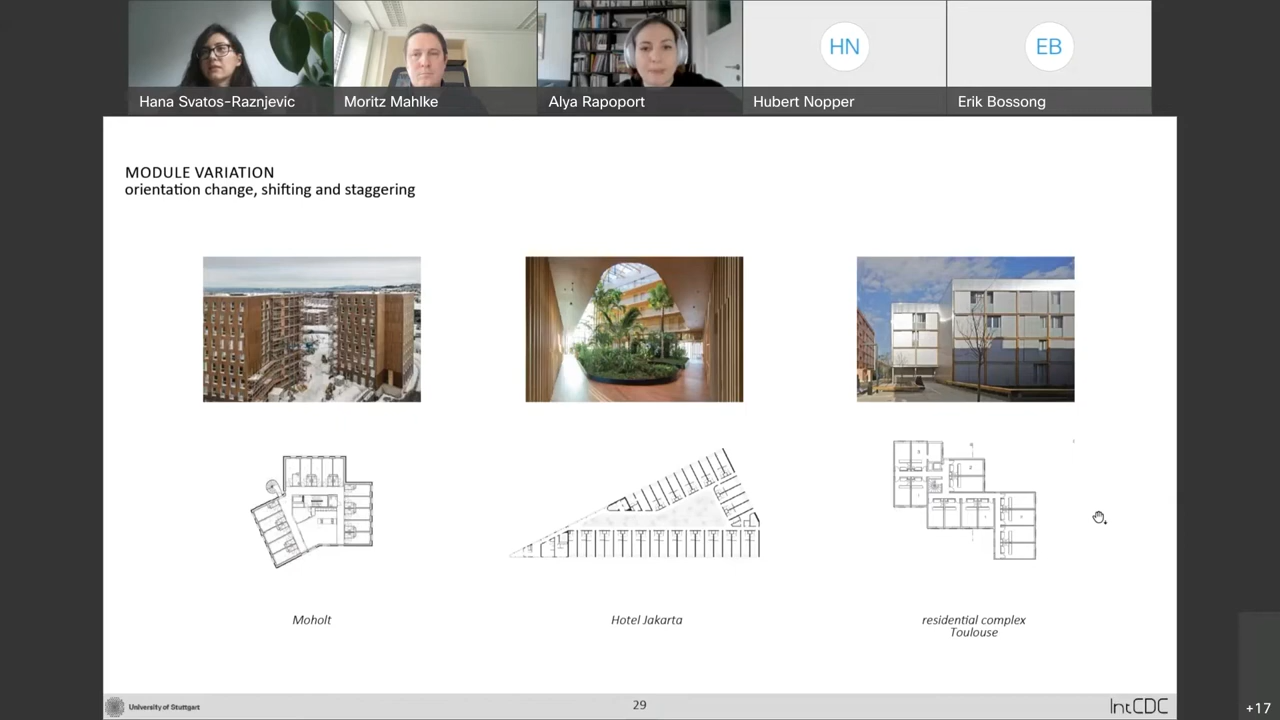 Hana Svatos-Raznjevic
Moritz Mahlke
Alya Rapoport
HN
Hubert Nopper
EB
Erik Bossong
MODULE VARIATION
orientation change, shifting and staggering
Moholt
Hotel Jakarta
residential complex
Toulouse
University of Stuttgart
29
IntCDC
+17